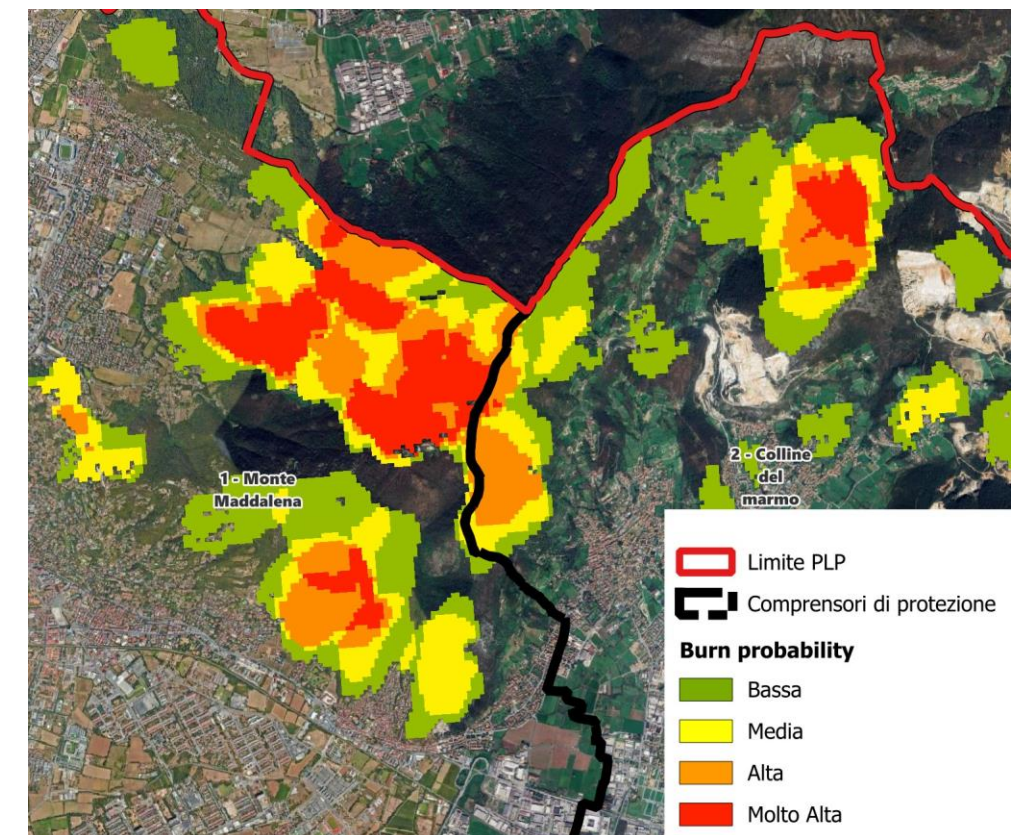 1 - Monte
Maddalena
2 - Colline
del
marmo
Limite PLP
Comprensori di protezione
Burn probability
Bassa
Media
Alta
Molto Alta